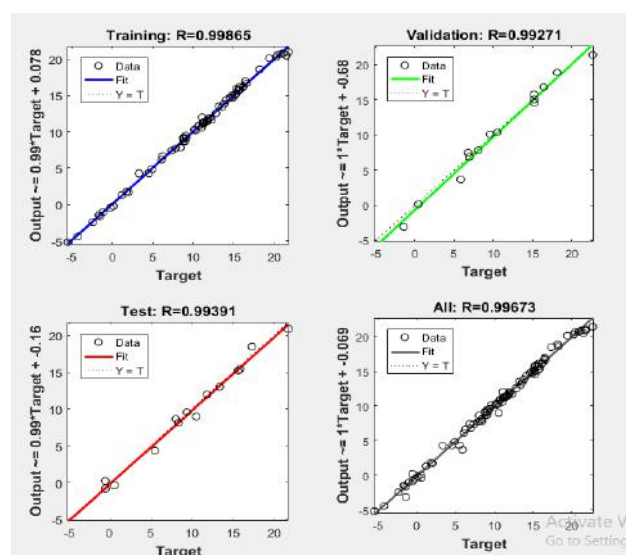 Training: R=0.99865
Output ~= 0.99*Target + 0.078
20
15
10
5
0
-5
Data
Fit
Y = T
-5 0 5 10 15 20
Target
Validation: R=0.99271
Output ~= 1*Target + -0.68
20
15
10
5
0
-5
Data
Fit
Y = T
-5 0 5 10 15 20
Target
Test: R=0.99391
Output ~= 0.99*Target + -0.16
20
15
10
5
0
-5
Data
Fit
Y = T
-5 0 5 10 15 20
Target
All: R=0.99673
Output ~= 1*Target + -0.069
20
15
10
5
0
-5
Data
Fit
Y = T
-5 0 5 10 15 20
Target
Activate W
Go to Setting